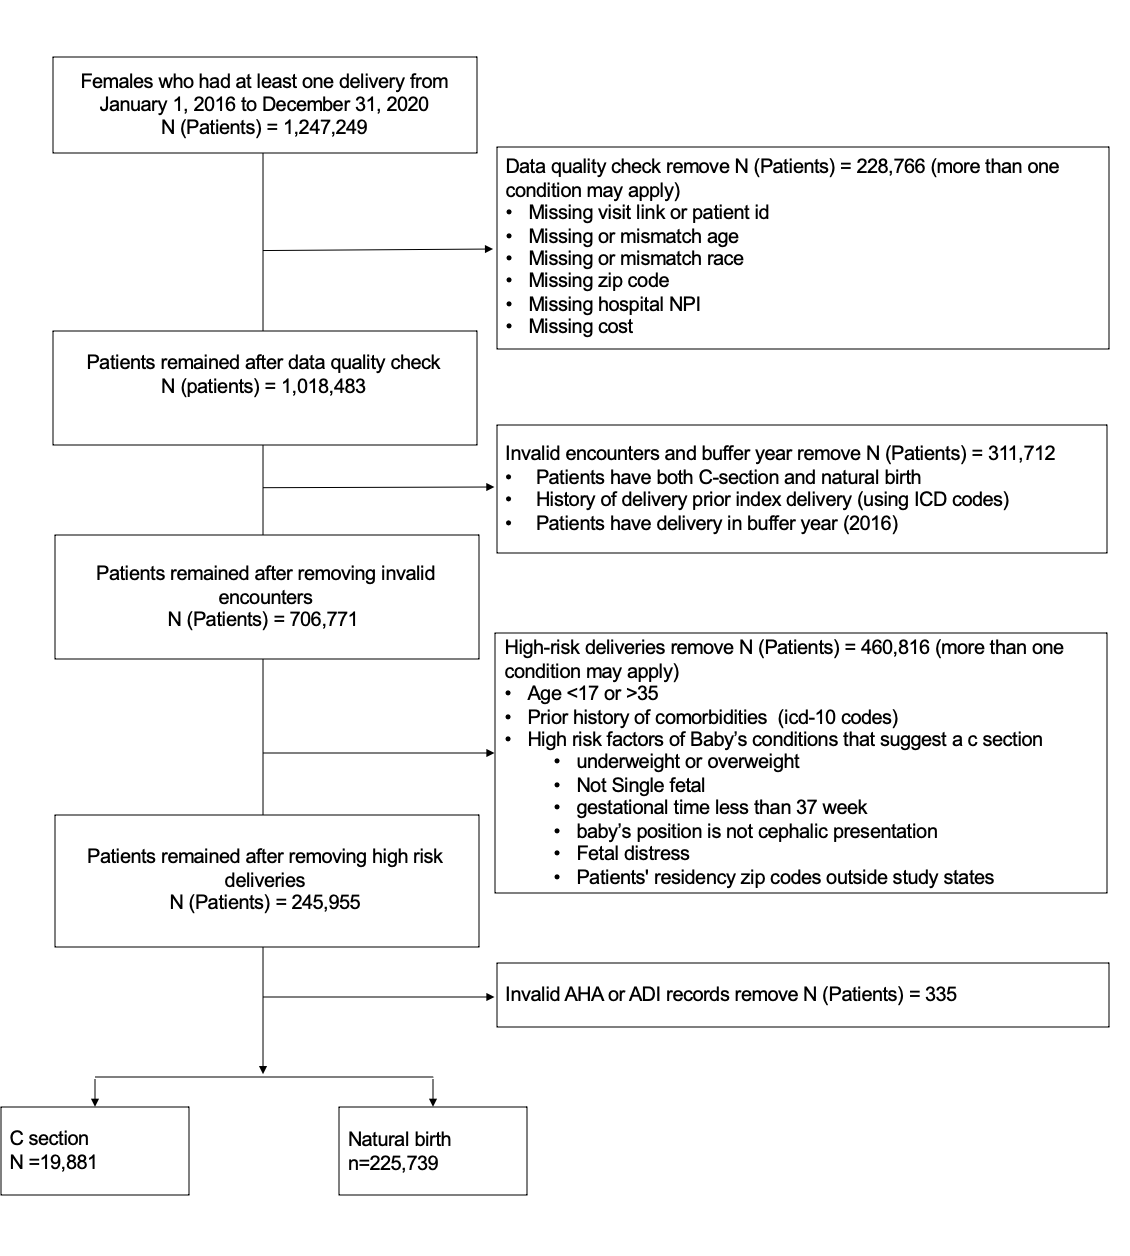 Females who had at least one delivery from
January 1, 2016 to December 31, 2020
N (Patients) = 1,247,249
Data quality check remove N (Patients) = 228,766 (more than one
condition may apply)
• Missing visit link or patient id
• Missing or mismatch age
• Missing or mismatch race
• Missing zip code
• Missing hospital NPI
• Missing cost
Patients remained after data quality check
N (patients) = 1,018,483
Invalid encounters and buffer year remove N (Patients) = 311,712
• Patients have both C-section and natural birth
• History of delivery prior index delivery (using ICD codes)
• Patients have delivery in buffer year (2016)
Patients remained after removing invalid
encounters
N (Patients) = 706,771
High-risk deliveries remove N (Patients) = 460,816 (more than one
condition may apply)
• Age <17 or >35
• Prior history of comorbidities (icd-10 codes)
• High risk factors of Baby's conditions that suggest a c section
• underweight or overweight
• Not Single fetal
• gestational time less than 37 week
• baby's position is not cephalic presentation
• Fetal distress
• Patients' residency zip codes outside study states
Patients remained after removing high risk
deliveries
N (Patients) = 245,955
Invalid AHA or ADI records remove N (Patients) = 335
C section
N =19,881
Natural birth
n=225,739